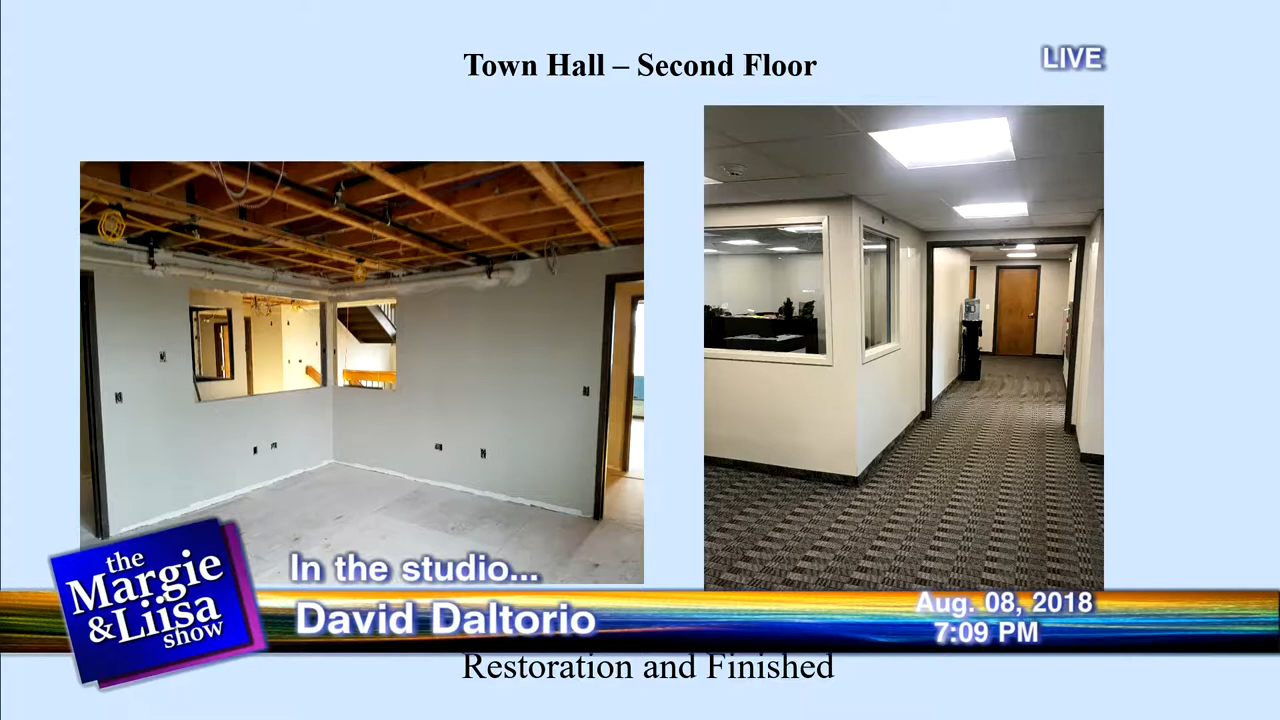 Town Hall – Second Floor
LIVE
the
Margie
& Liisa
show
In the studio...
David Daltorio
Aug. 08, 2018
7:09 PM
Restoration and Finished